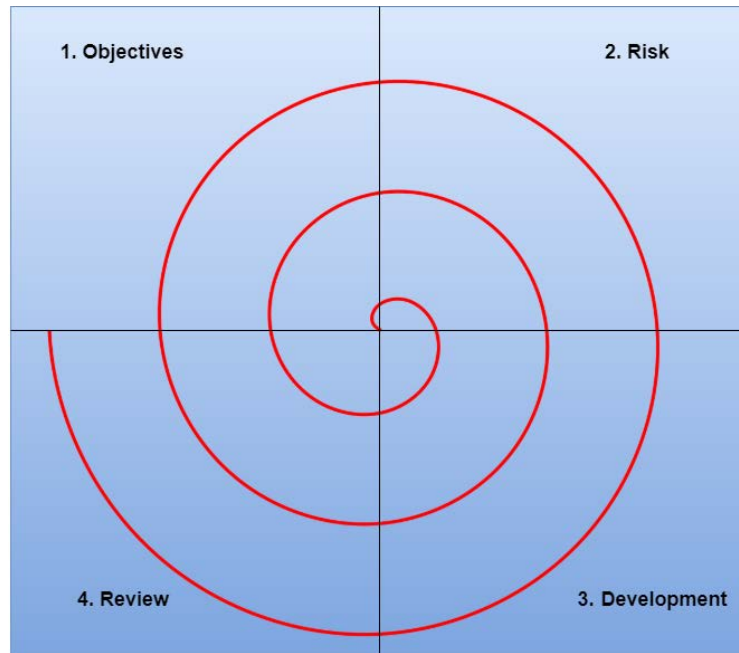 1. Objectives
2. Risk
4. Review
3. Development